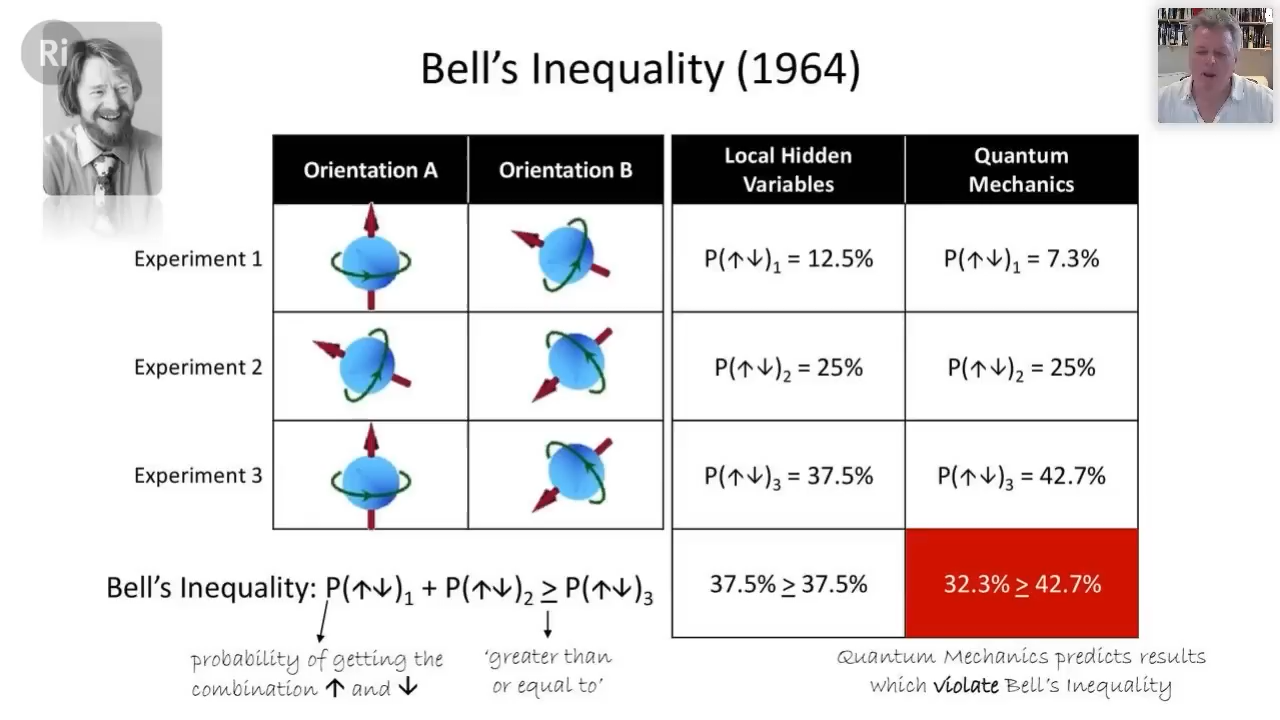 Ri
Bell’s Inequality (1964)
Orientation A
Orientation B
Local Hidden
Variables
Quantum
Mechanics
Experiment 1
P(↑↓)₁ = 12.5%
P(↑↓)₁ = 7.3%
Experiment 2
P(↑↓)₂ = 25%
P(↑↓)₂ = 25%
Experiment 3
P(↑↓)₃ = 37.5%
P(↑↓)₃ = 42.7%
Bell’s Inequality: P(↑↓)₁ + P(↑↓)₂ ≥ P(↑↓)₃
37.5% ≥ 37.5%
32.3% ≥ 42.7%
probability of getting the
combination ↑ and ↓
‘greater than
or equal to’
Quantum Mechanics predicts results
which violate Bell’s Inequality